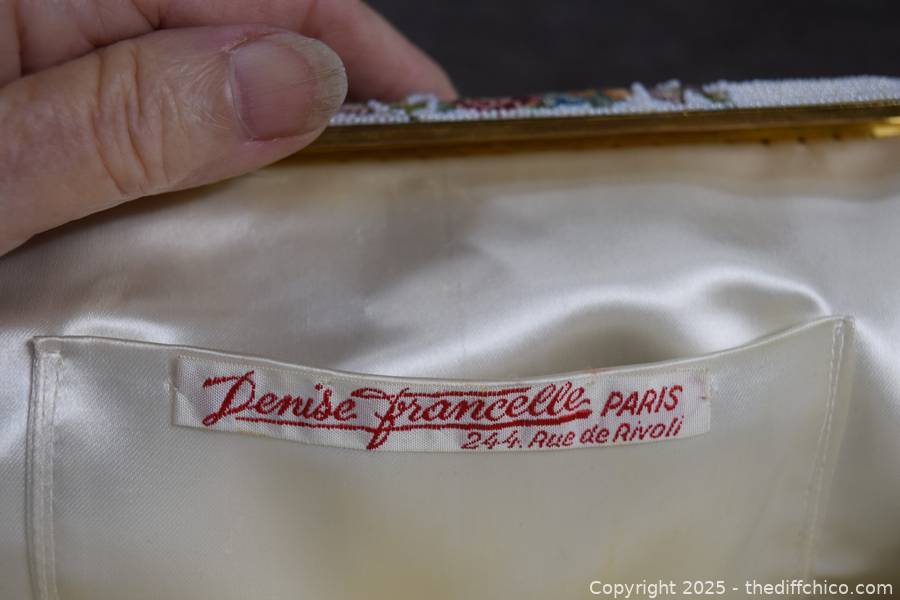 Denise Francelle PARIS
244. Rue de Rivoli
Copyright 2025 - thediffchico.com